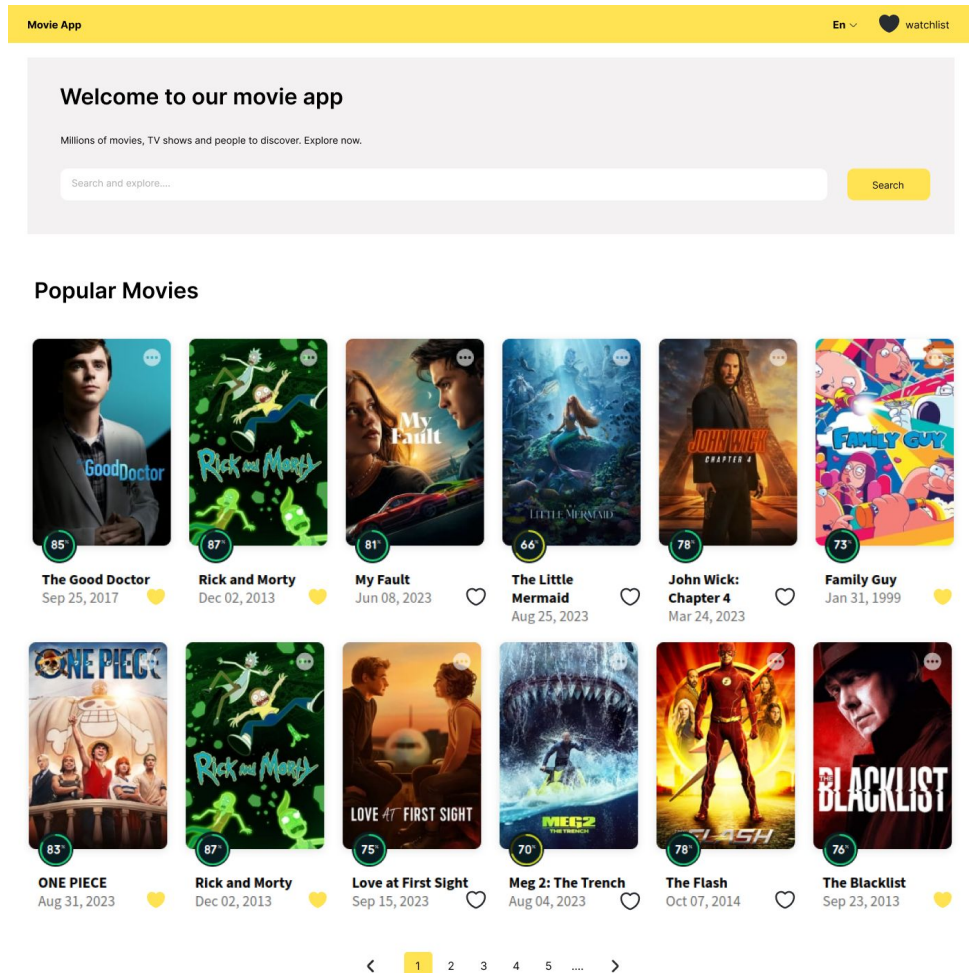 Movie App
En
watchlist
Welcome to our movie app
Millions of movies, TV shows and people to discover. Explore now.
Search and explore....
Search
Popular Movies
THE GoodDoctor
Rick and Morty
My
Fault
LITTLE MERMAID
JOHN WICK
CHAPTER 4
FAMILY GUY
85%
87%
81%
66%
78%
73%
The Good Doctor
Sep 25, 2017
Rick and Morty
Dec 02, 2013
My Fault
Jun 08, 2023
The Little
Mermaid
Aug 25, 2023
John Wick:
Chapter 4
Mar 24, 2023
Family Guy
Jan 31, 1999
ONE PIECE
Rick and Morty
LOVE AT FIRST SIGHT
MEG2
THE TRENCH
FLASH
THE
BLACKLIST
83%
87%
75%
70%
78%
76%
ONE PIECE
Aug 31, 2023
Rick and Morty
Dec 02, 2013
Love at First Sight
Sep 15, 2023
Meg 2: The Trench
Aug 04, 2023
The Flash
Oct 07, 2014
The Blacklist
Sep 23, 2013
1 2 3 4 5 ....